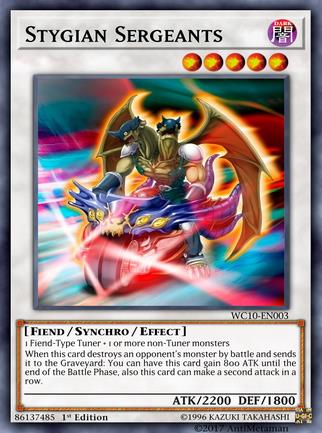 STYGIAN SERGEANTS
DARK
闇
WC10-EN003
[FIEND / SYNCHRO / EFFECT]
1 Fiend-Type Tuner + 1 or more non-Tuner monsters
When this card destroys an opponent's monster by battle and sends
it to the Graveyard: You can have this card gain 800 ATK until
the end of the Battle Phase, also this card can make a second attack in
a row.
ATK/2200 DEF/1800
86137485 1st Edition ©1996 KAZUKI TAKAHASHI
©2017 AntiMetaman